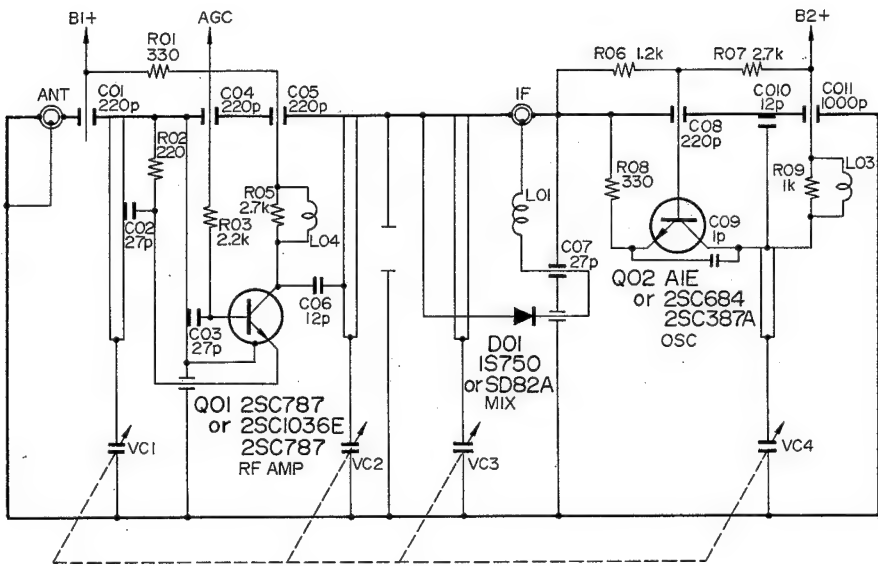 B1+
AGC
B2+
R01
330
R06 1.2k
R07 2.7k
ANT
C01
220p
C04
220p
C05
220p
IF
C010
12p
C011
1000p
R02
220
C08
220p
R08
330
R09
1k
L03
C02
27p
R03
2.2k
R05
2.7k
L04
L01
C09
1p
C07
27p
C06
12p
C03
27p
Q02 A1E
or 2SC684
2SC387A
OSC
D01
1S750
or SD82A
MIX
Q01 2SC787
or 2SC1036E
2SC787
RF AMP
VC1
VC2
VC3
VC4